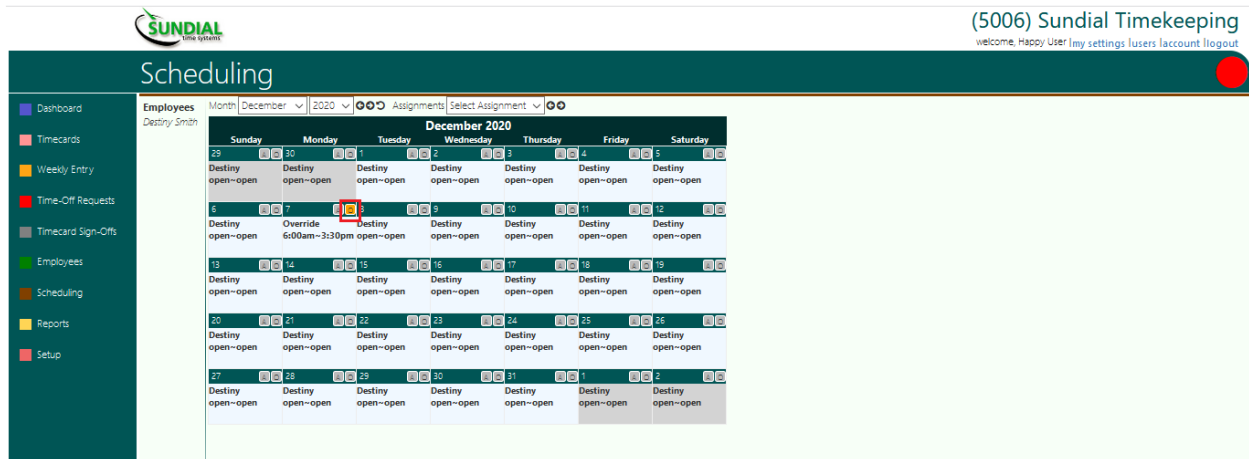 SUNDIAL
time systems
(5006) Sundial Timekeeping
welcome, Happy User |my settings |users |account |logout
Scheduling
Dashboard
Timecards
Weekly Entry
Time-Off Requests
Timecard Sign-Offs
Employees
Scheduling
Reports
Setup
Employees
Destiny Smith
Month December 2020 Assignments Select Assignment
December 2020
Sunday Monday Tuesday Wednesday Thursday Friday Saturday
29 30 1 2 3 4 5
Destiny Destiny Destiny Destiny Destiny Destiny Destiny
open~open open~open open~open open~open open~open open~open open~open
6 7 8 9 10 11 12
Destiny Override Destiny Destiny Destiny Destiny Destiny
open~open 6:00am~3:30pm open~open open~open open~open open~open open~open
13 14 15 16 17 18 19
Destiny Destiny Destiny Destiny Destiny Destiny Destiny
open~open open~open open~open open~open open~open open~open open~open
20 21 22 23 24 25 26
Destiny Destiny Destiny Destiny Destiny Destiny Destiny
open~open open~open open~open open~open open~open open~open open~open
27 28 29 30 31 1 2
Destiny Destiny Destiny Destiny Destiny Destiny Destiny
open~open open~open open~open open~open open~open open~open open~open